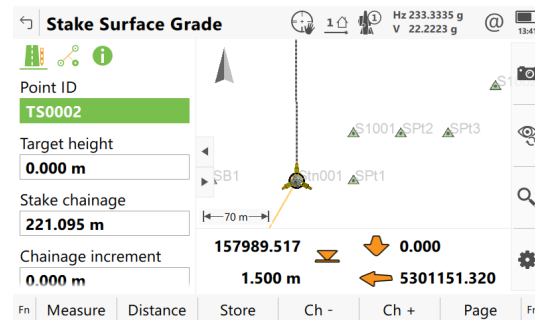 Stake Surface Grade
1
1
Hz 233.3335 g
V 22.2223 g
@
13:41
Point ID
TS0002
Target height
0.000 m
Stake chainage
221.095 m
Chainage increment
0.000 m
S1001
SPt2
SPt3
SB1
Stn001
SPt1
70 m
157989.517
0.000
1.500 m
5301151.320
Fn
Measure
Distance
Store
Ch -
Ch +
Page